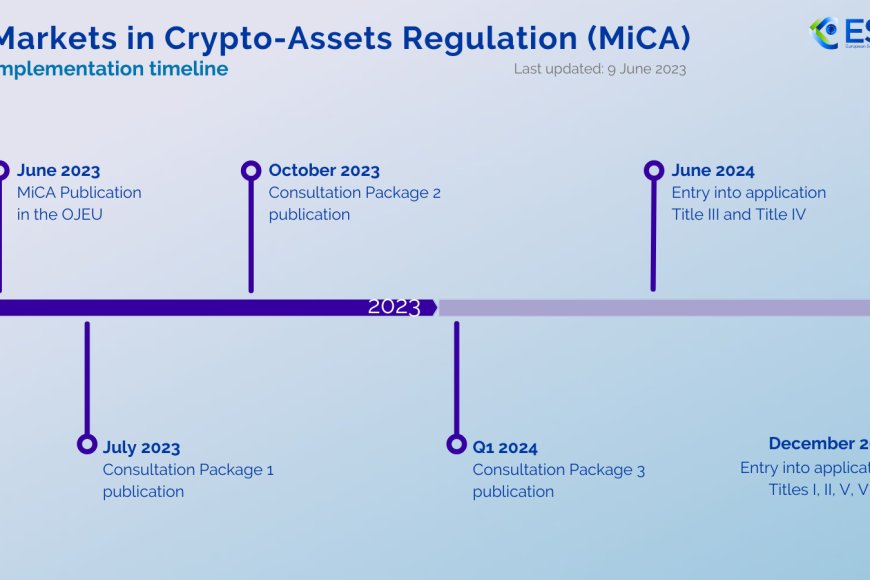 Markets in Crypto-Assets Regulation (MiCA)
mplementation timeline
Last updated: 9 June 2023
ES
June 2023
MiCA Publication
in the OJEU
October 2023
Consultation Package 2
publication
June 2024
Entry into application
Title III and Title IV
2023
July 2023
Consultation Package 1
publication
Q1 2024
Consultation Package 3
publication
December 2
Entry into applicat
Titles I, II, V, V